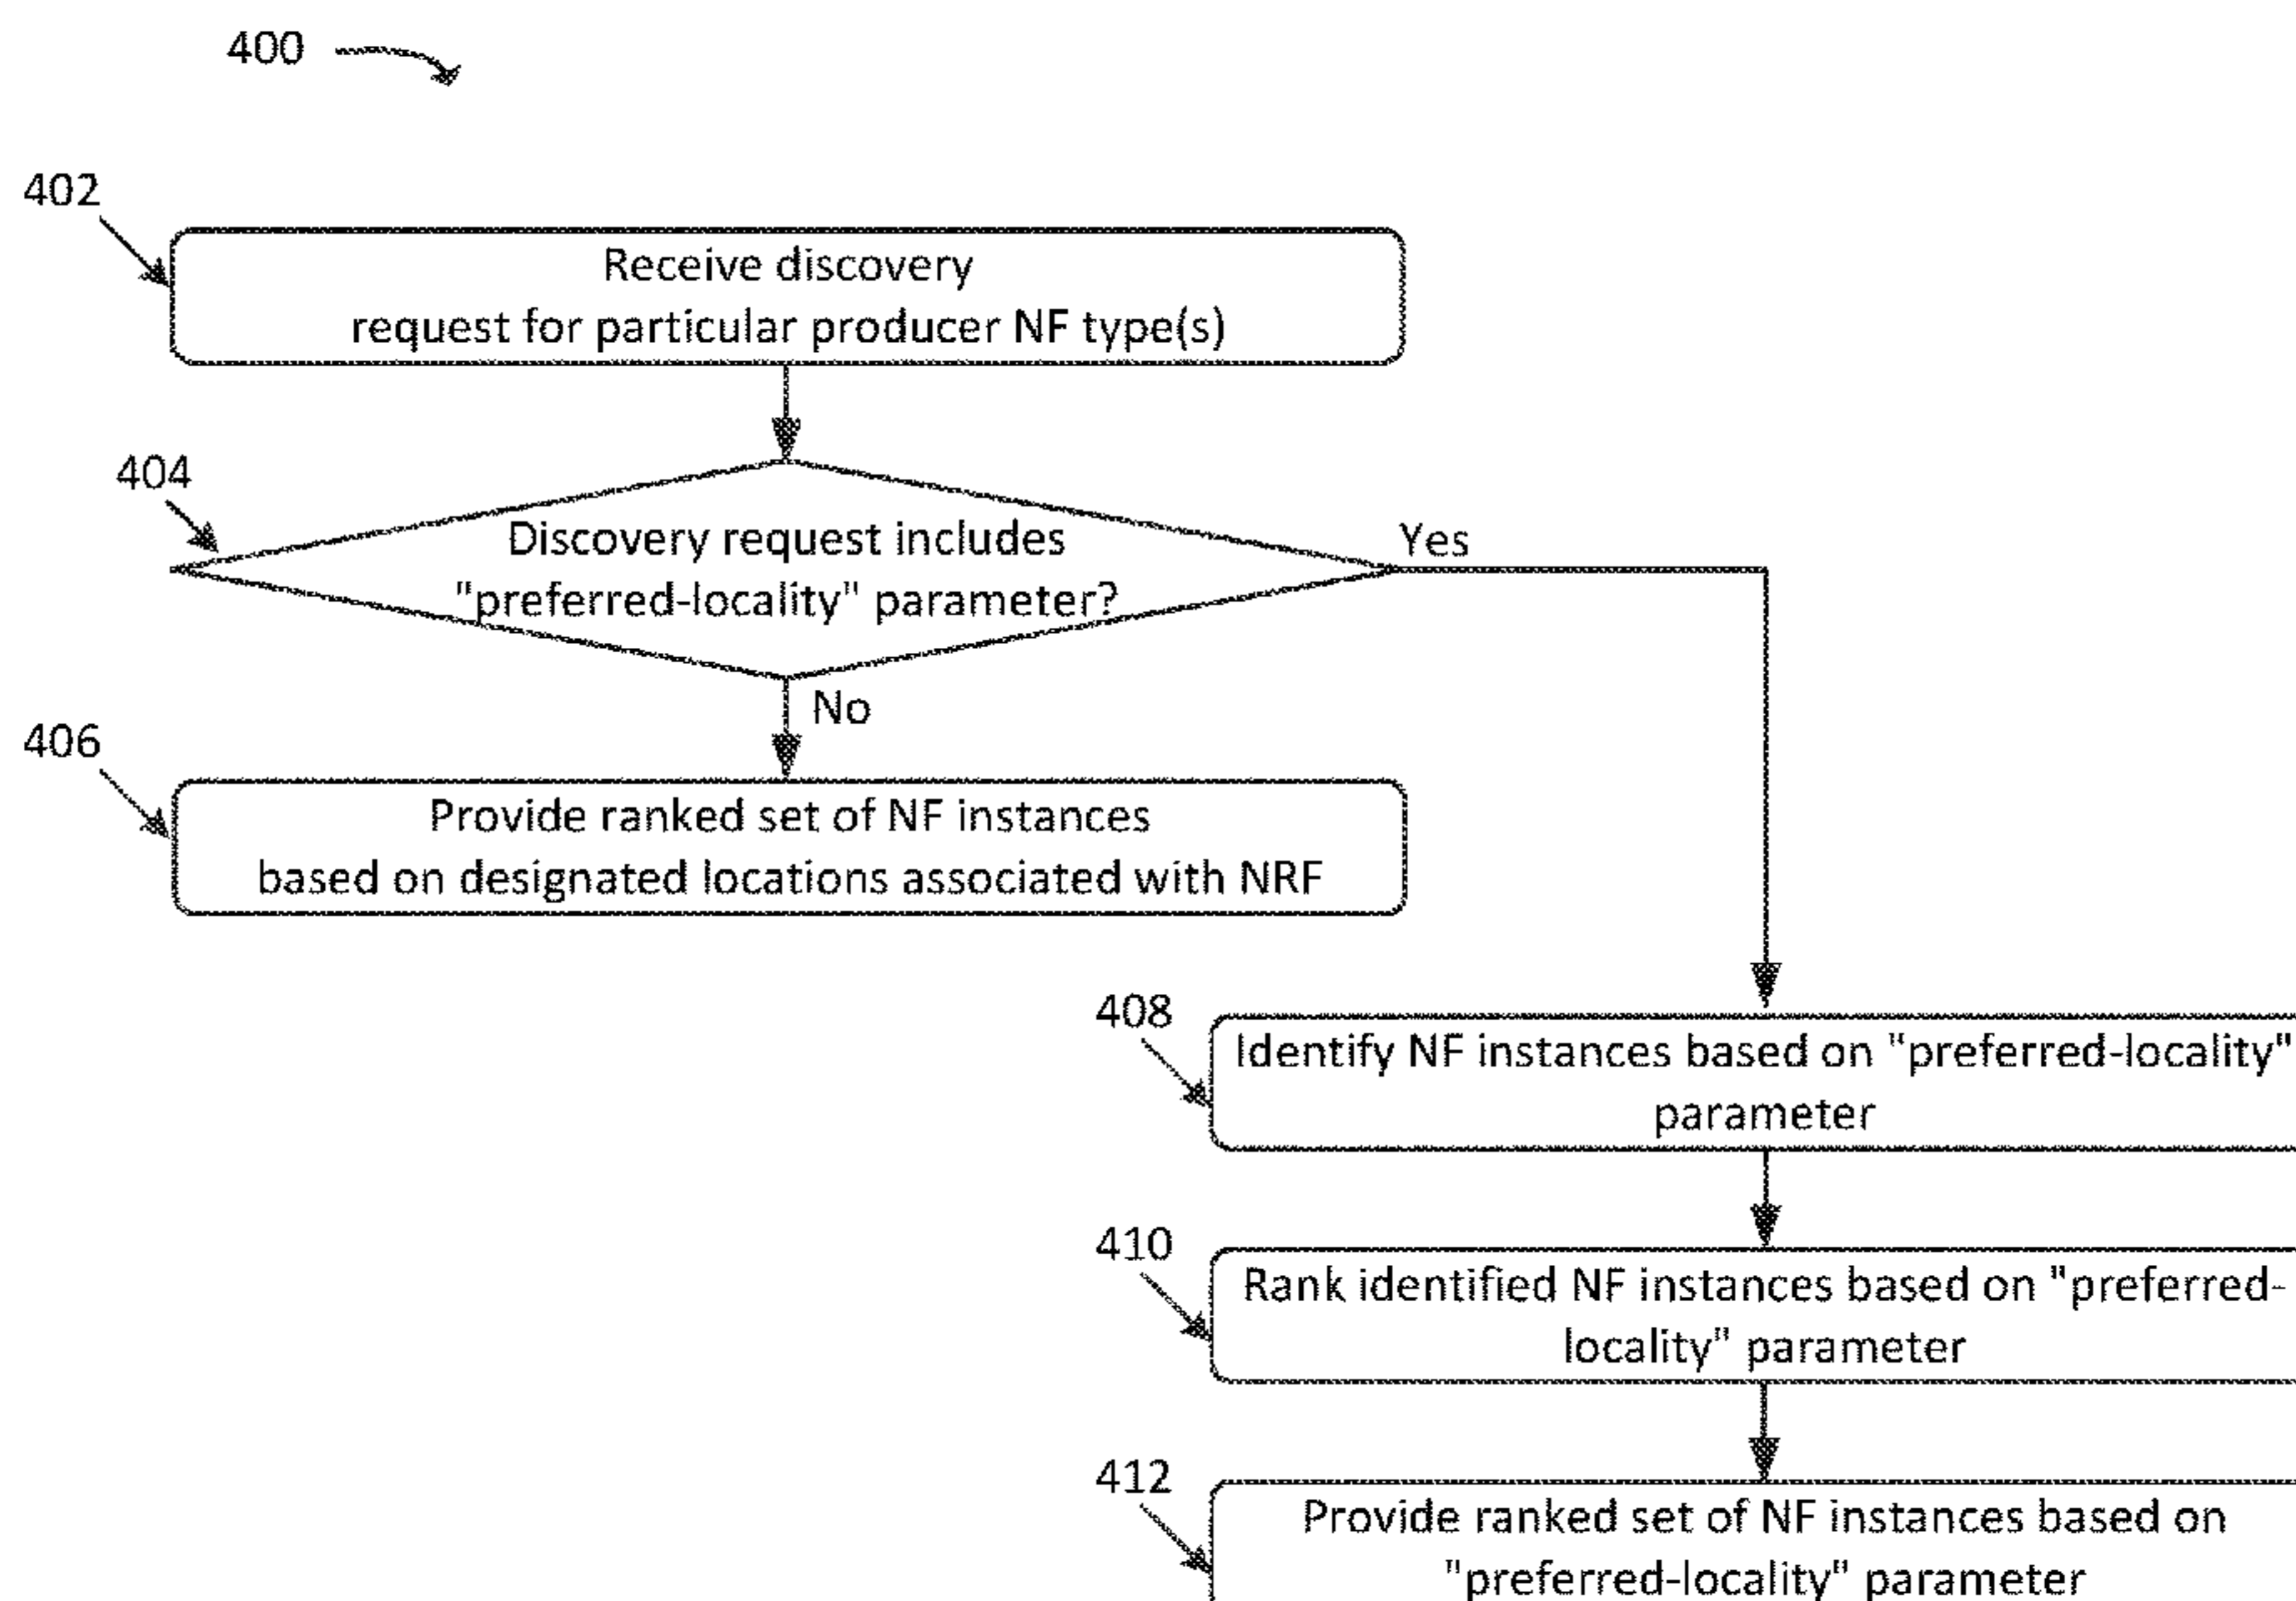 400
402
Receive discovery
request for particular producer NF type(s)
404
Discovery request includes
"preferred-locality" parameter?
Yes
No
406
Provide ranked set of NF instances
based on designated locations associated with NRF
408
Identify NF instances based on "preferred-locality"
parameter
410
Rank identified NF instances based on "preferred-
locality" parameter
412
Provide ranked set of NF instances based on
"preferred-locality" parameter